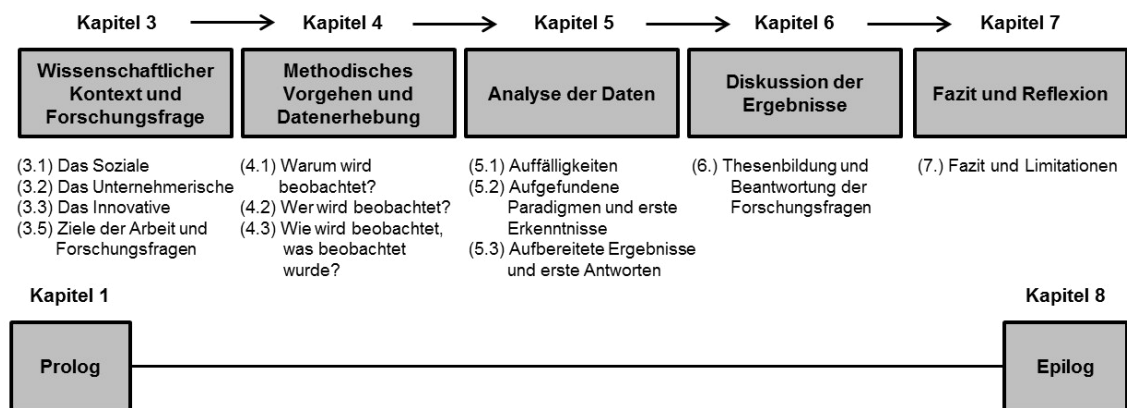 Kapitel 3
Kapitel 4
Kapitel 5
Kapitel 6
Kapitel 7
Wissenschaftlicher
Kontext und
Forschungsfrage
Methodisches
Vorgehen und
Datenerhebung
Analyse der Daten
Diskussion der
Ergebnisse
Fazit und Reflexion
(3.1) Das Soziale
(3.2) Das Unternehmerische
(3.3) Das Innovative
(3.5) Ziele der Arbeit und
Forschungsfragen
(4.1) Warum wird
beobachtet?
(4.2) Wer wird beobachtet?
(4.3) Wie wird beobachtet,
was beobachtet
wurde?
(5.1) Auffälligkeiten
(5.2) Aufgefundene
Paradigmen und erste
Erkenntnisse
(5.3) Aufbereitete Ergebnisse
und erste Antworten
(6.) Thesenbildung und
Beantwortung der
Forschungsfragen
(7.) Fazit und Limitationen
Kapitel 1
Kapitel 8
Prolog
Epilog